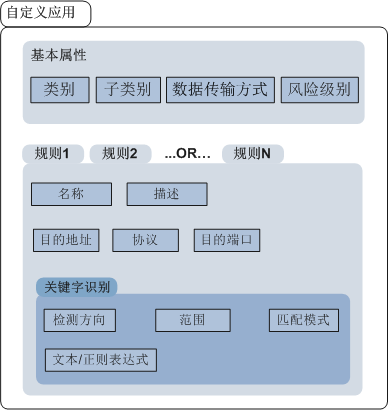 自定义应用
基本属性
类别 子类别 数据传输方式 风险级别
规则1 规则2 ...OR... 规则N
名称 描述
目的地址 协议 目的端口
关键字识别
检测方向 范围 匹配模式
文本/正则表达式